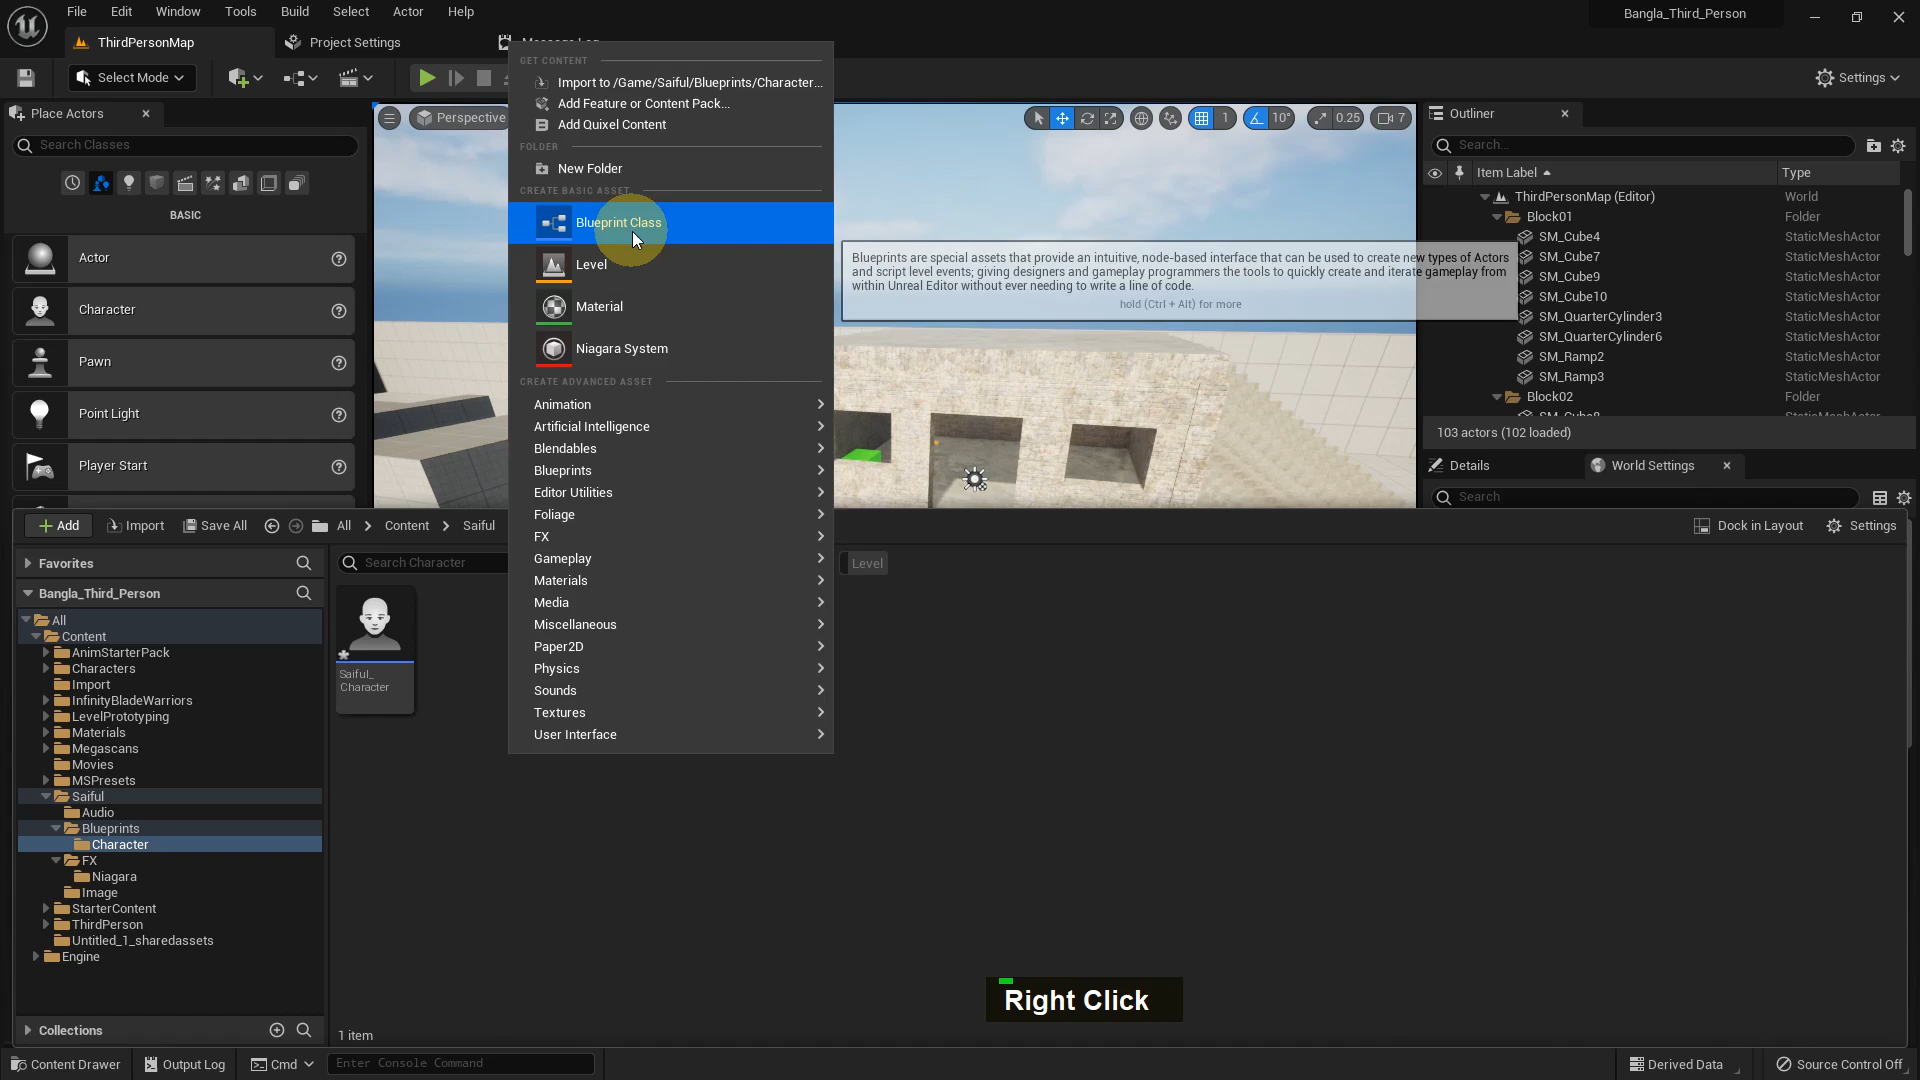 File Edit Window Tools Build Select Actor Help
Bangla_Third_Person
ThirdPersonMap
Project Settings
Select Mode
Settings
Place Actors
Search Classes
BASIC
Actor
Character
Pawn
Point Light
Player Start
Perspective
1
10°
0.25
7
GET CONTENT
Import to /Game/Saiful/Blueprints/Character...
Add Feature or Content Pack...
Add Quixel Content
FOLDER
New Folder
CREATE BASIC ASSET
Blueprint Class
Level
Material
Niagara System
CREATE ADVANCED ASSET
Animation
Artificial Intelligence
Blendables
Blueprints
Editor Utilities
Foliage
FX
Gameplay
Materials
Media
Miscellaneous
Paper2D
Physics
Sounds
Textures
User Interface
Blueprints are special assets that provide an intuitive, node-based interface that can be used to create new types of Actors
and script level events; giving designers and gameplay programmers the tools to quickly create and iterate gameplay from
within Unreal Editor without ever needing to write a line of code.
hold (Ctrl + Alt) for more
Outliner
Search...
Item Label Type
ThirdPersonMap (Editor) World
Block01 Folder
SM_Cube4 StaticMeshActor
SM_Cube7 StaticMeshActor
SM_Cube9 StaticMeshActor
SM_Cube10 StaticMeshActor
SM_QuarterCylinder3 StaticMeshActor
SM_QuarterCylinder6 StaticMeshActor
SM_Ramp2 StaticMeshActor
SM_Ramp3 StaticMeshActor
Block02 Folder
103 actors (102 loaded)
Details
World Settings
Search
Add Import Save All All Content Saiful
Dock in Layout Settings
Favorites
Bangla_Third_Person
All
Content
AnimStarterPack
Characters
Import
InfinityBladeWarriors
LevelPrototyping
Materials
Megascans
Movies
MSPresets
Saiful
Audio
Blueprints
Character
FX
Niagara
Image
StarterContent
ThirdPerson
Untitled_1_sharedassets
Engine
Collections
Search Character
Level
Saiful_
Character
Right Click
1 item
Content Drawer Output Log Cmd Enter Console Command
Derived Data Source Control Off